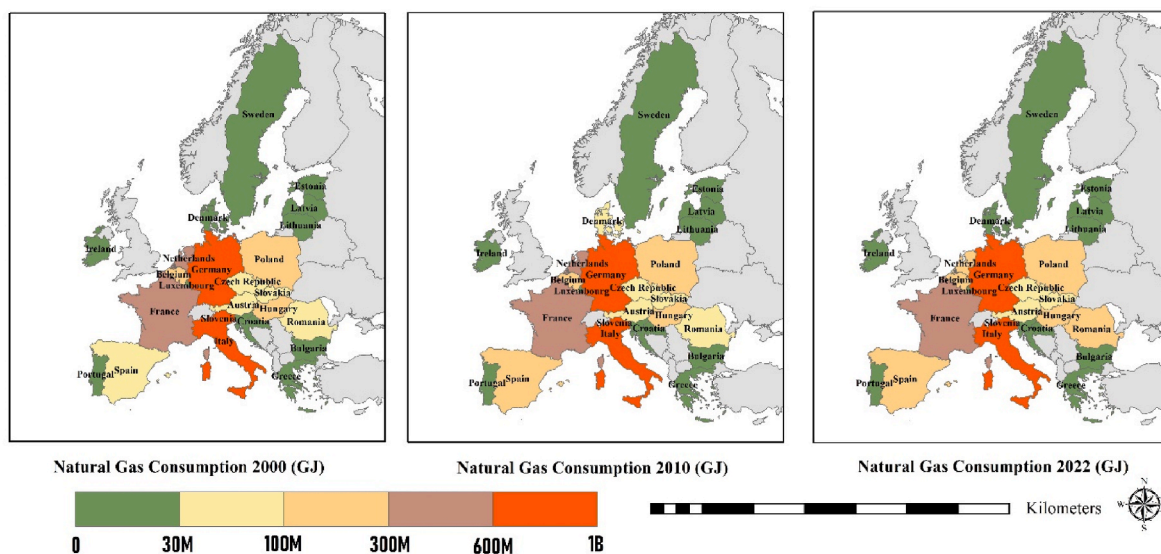 Sweden
Estonia
Latvia
Lithuania
Denmark
Ireland
Netherlands
Germany
Poland
Belgium
Luxembourg
Czech Republic
Slovakia
Austria
Hungary
France
Slovenia
Croatia
Romania
Italy
Bulgaria
Portugal
Spain
Greece
Natural Gas Consumption 2000 (GJ)
Sweden
Estonia
Latvia
Lithuania
Denmark
Ireland
Netherlands
Germany
Poland
Belgium
Luxembourg
Czech Republic
Slovakia
Austria
Hungary
France
Slovenia
Croatia
Romania
Italy
Bulgaria
Portugal
Spain
Greece
Natural Gas Consumption 2010 (GJ)
Sweden
Estonia
Latvia
Lithuania
Denmark
Ireland
Netherlands
Germany
Poland
Belgium
Luxembourg
Czech Republic
Slovakia
Austria
Hungary
France
Slovenia
Croatia
Romania
Italy
Bulgaria
Portugal
Spain
Greece
Natural Gas Consumption 2022 (GJ)
0 30M 100M 300M 600M 1B
Kilometers
N
W E
S